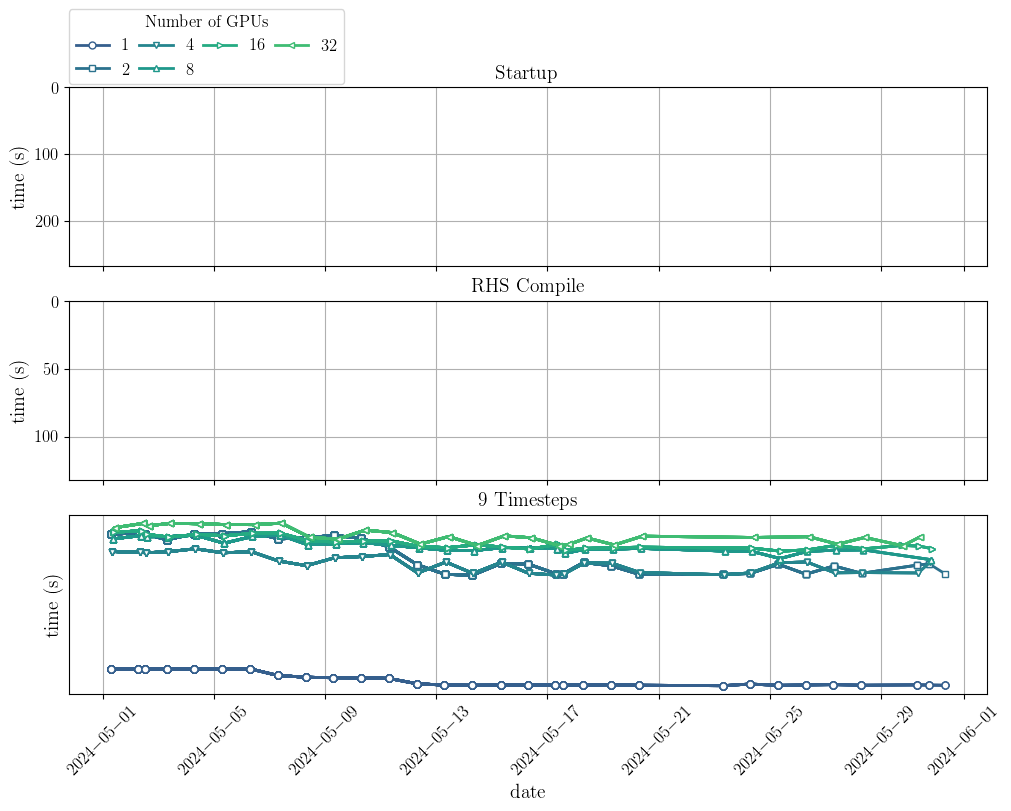 Number of GPUs
1 4 16 32
2 8
Startup
0
100
200
time (s)
RHS Compile
0
50
100
time (s)
9 Timesteps
time (s)
2024−05−01 2024−05−05 2024−05−09 2024−05−13 2024−05−17 2024−05−21 2024−05−25 2024−05−29 2024−06−01
date